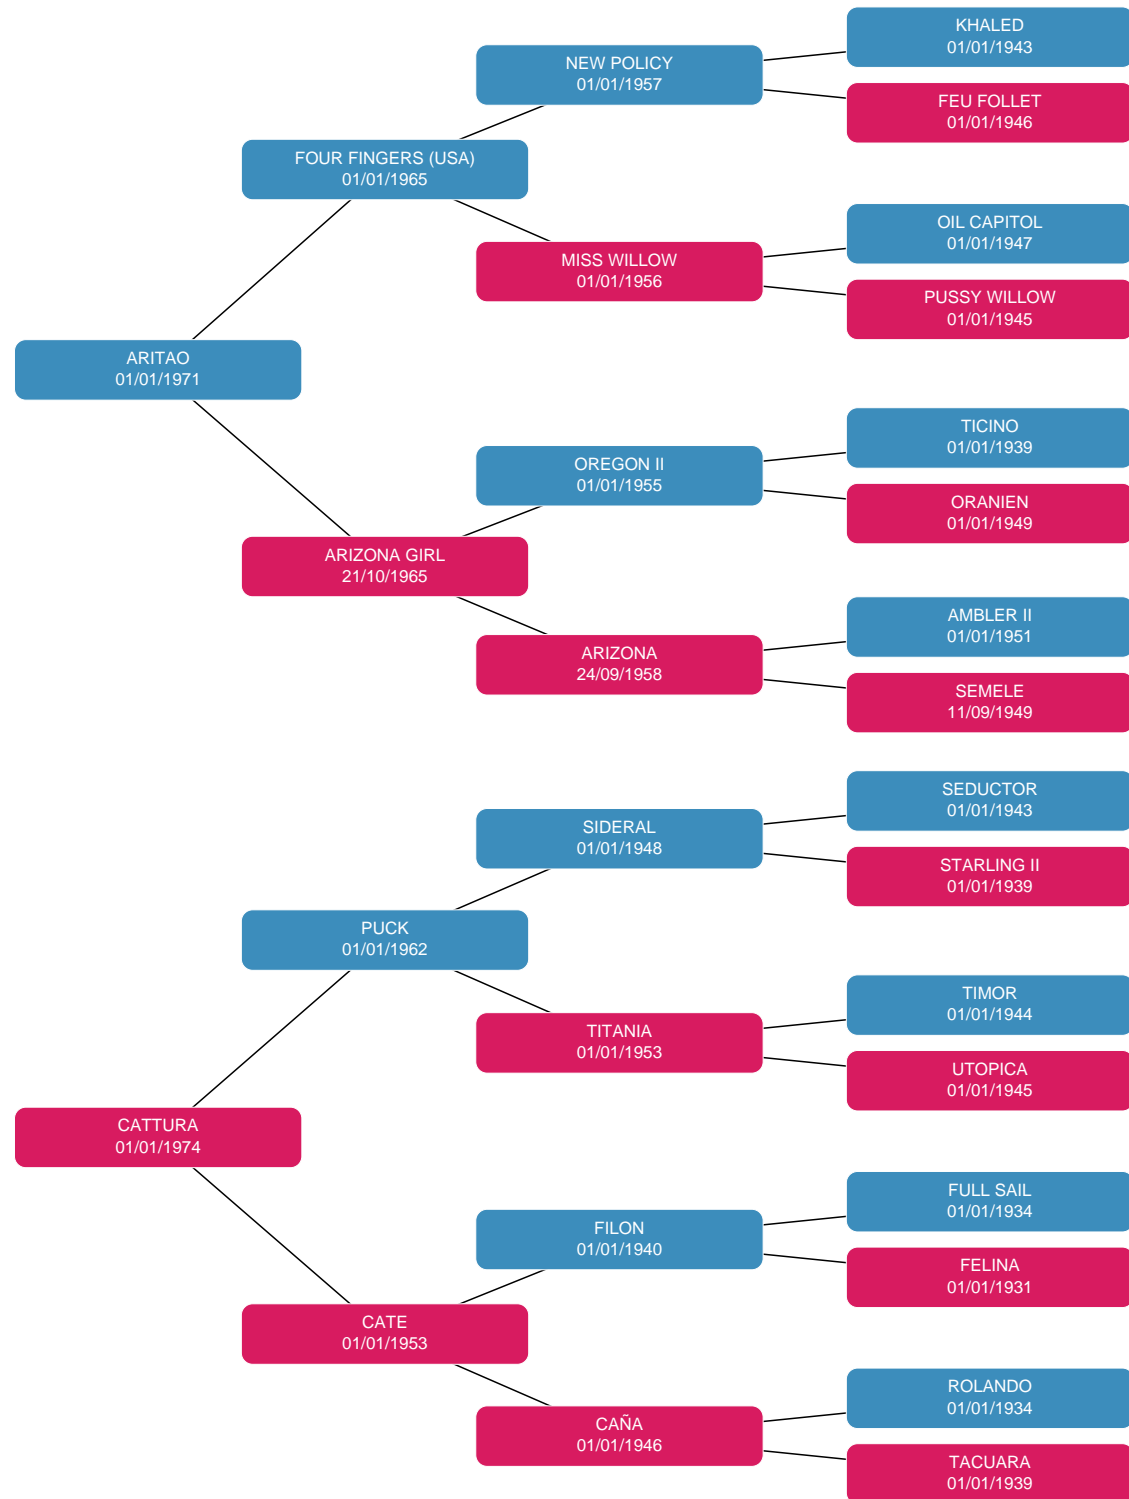 KHALED
01/01/1943
NEW POLICY
01/01/1957
FEU FOLLET
01/01/1946
FOUR FINGERS (USA)
01/01/1965
OIL CAPITOL
01/01/1947
MISS WILLOW
01/01/1956
PUSSY WILLOW
01/01/1945
ARITAO
01/01/1971
TICINO
01/01/1939
OREGON II
01/01/1955
ORANIEN
01/01/1949
ARIZONA GIRL
21/10/1965
AMBLER II
01/01/1951
ARIZONA
24/09/1958
SEMELE
11/09/1949
SEDUCTOR
01/01/1943
SIDERAL
01/01/1948
STARLING II
01/01/1939
PUCK
01/01/1962
TIMOR
01/01/1944
TITANIA
01/01/1953
UTOPICA
01/01/1945
CATTURA
01/01/1974
FULL SAIL
01/01/1934
FILON
01/01/1940
FELINA
01/01/1931
CATE
01/01/1953
ROLANDO
01/01/1934
CAÑA
01/01/1946
TACUARA
01/01/1939